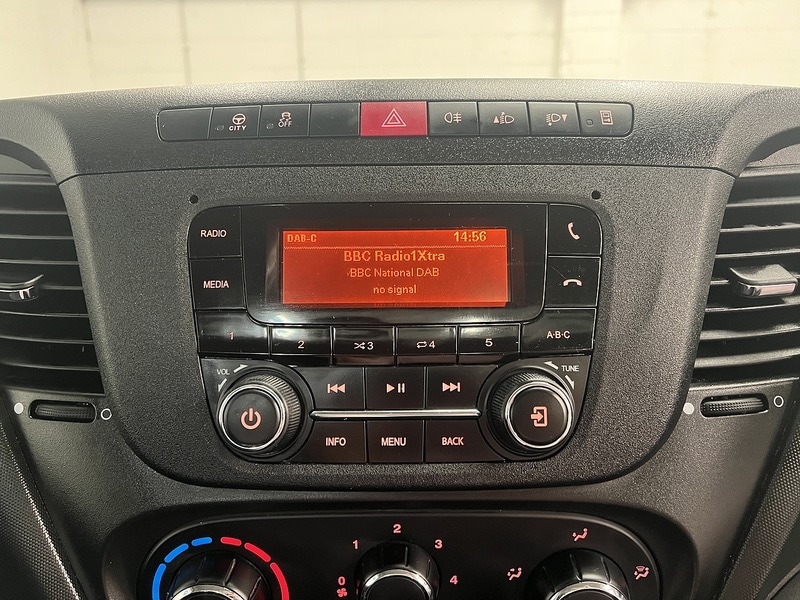 CITY
OFF
RADIO
DAB-C 14:56
BBC Radio1Xtra
BBC National DAB
no signal
MEDIA
1 2 3 4 5 A·B·C
VOL TUNE
INFO MENU BACK
0 1 2 3 4